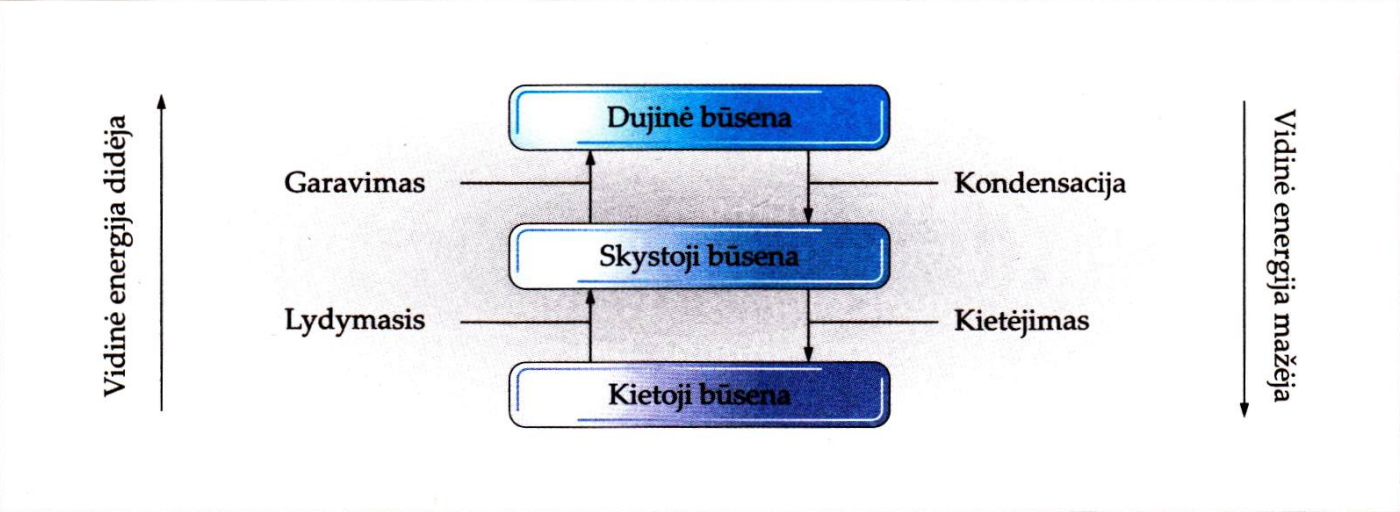 Vidinė energija didėja
Dujinė būsena
Garavimas
Kondensacija
Skystoji būsena
Lydymasis
Kietėjimas
Kietoji būsena
Vidinė energija mažėja